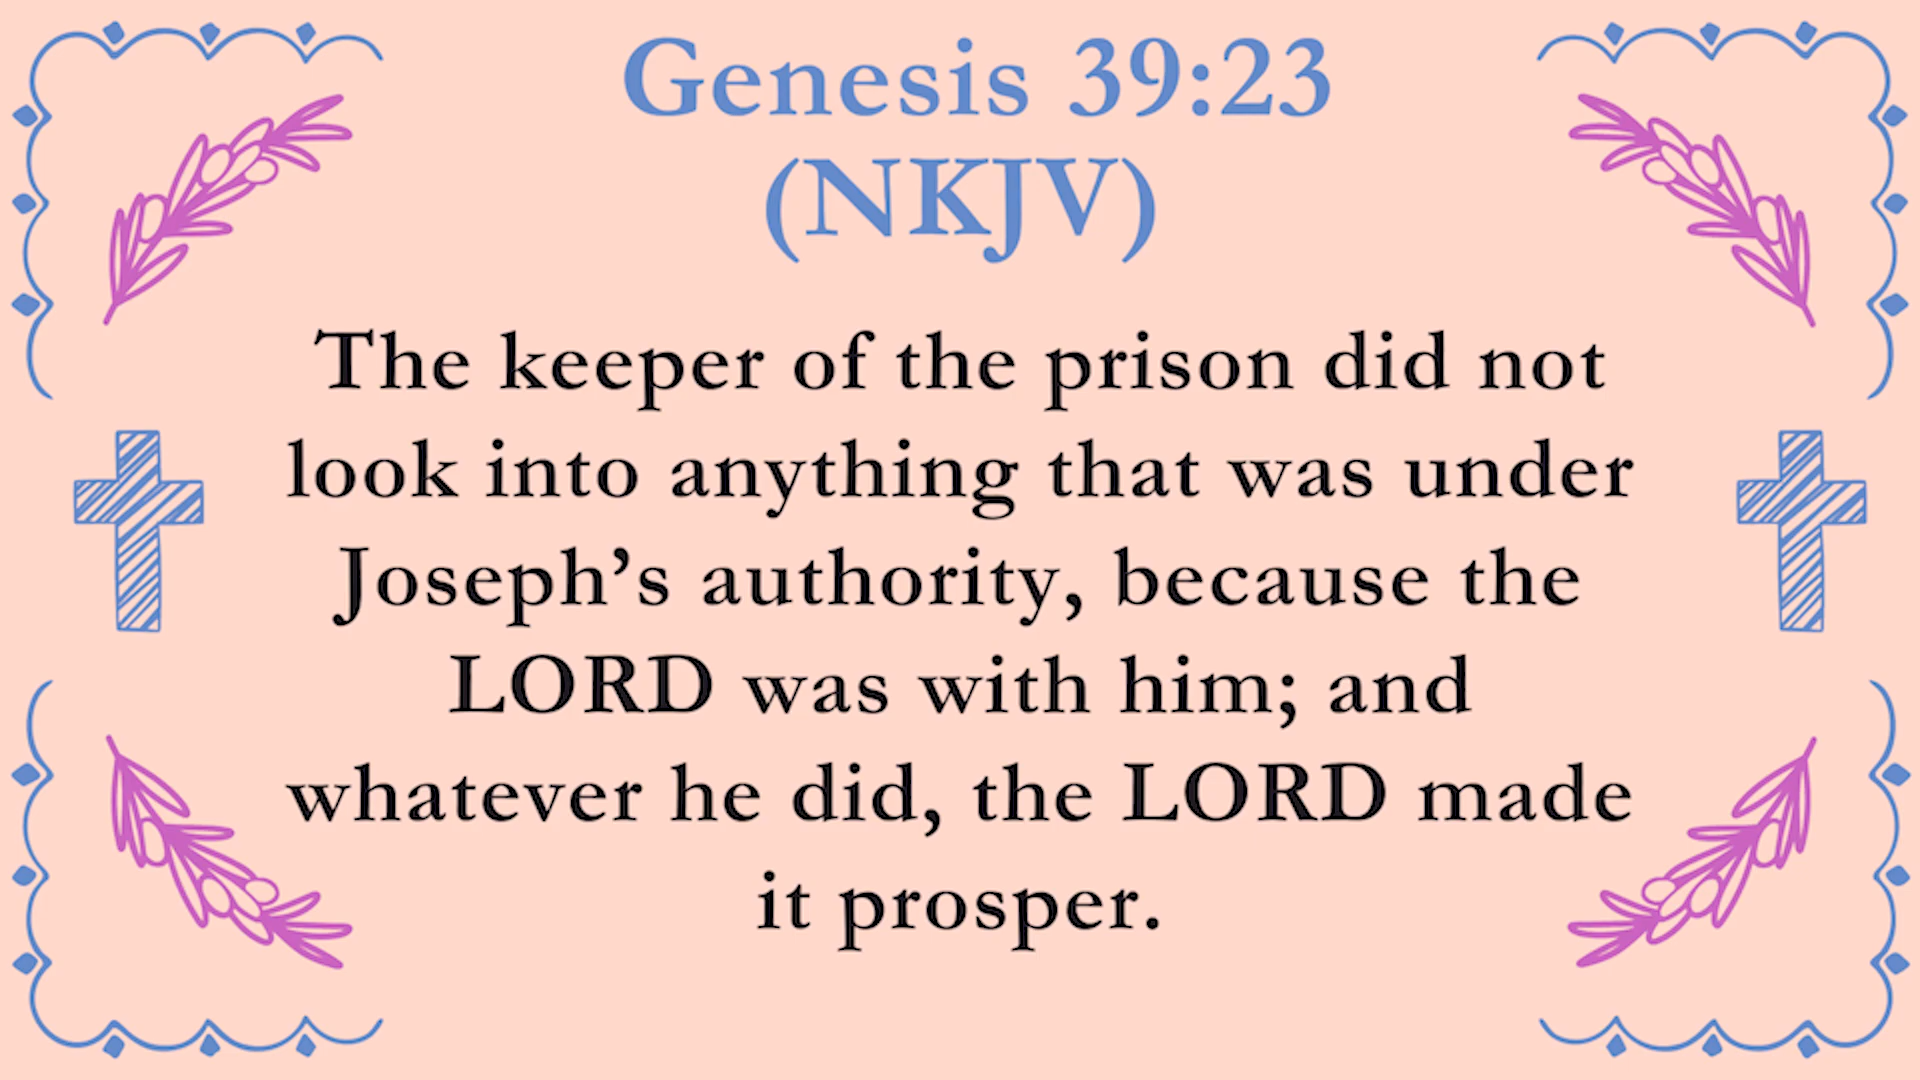 Genesis 39:23
(NKJV)
The keeper of the prison did not
look into anything that was under
Joseph’s authority, because the
LORD was with him; and
whatever he did, the LORD made
it prosper.